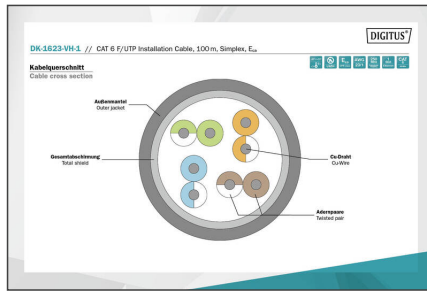 DIGITUS®
DK-1623-VH-1 // CAT 6 F/UTP Installation Cable, 100 m, Simplex, Eca
Kabelquerschnitt
Cable cross section
Außenmantel
Outer jacket
Gesamtabschirmung
Total shield
Cu-Draht
Cu-Wire
Adernpaare
Twisted pair